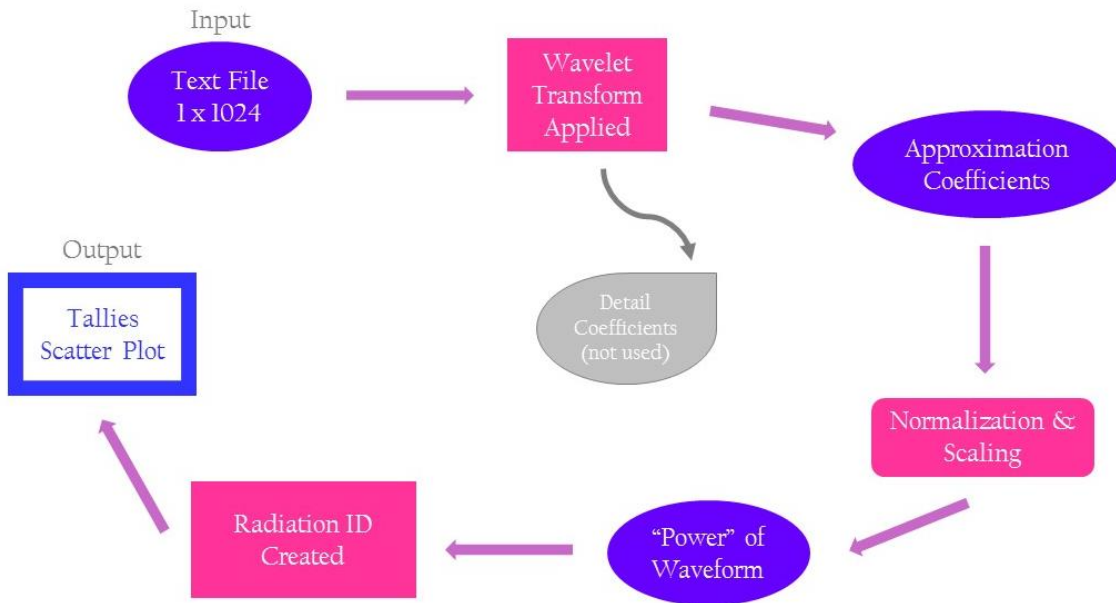 Input
Text File
1 x 1024
Wavelet
Transform
Applied
Approximation
Coefficients
Detail
Coefficients
(not used)
Normalization &
Scaling
"Power" of
Waveform
Radiation ID
Created
Output
Tallies
Scatter Plot